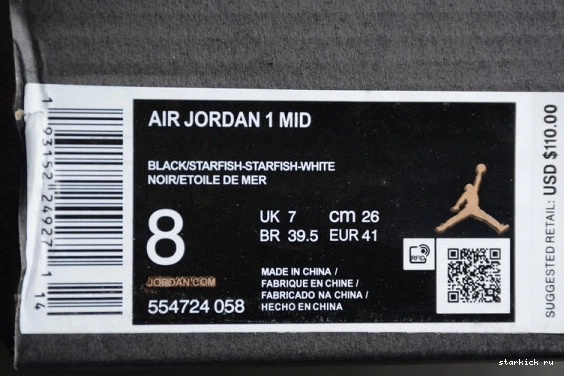 AIR JORDAN 1 MID
BLACK/STARFISH-STARFISH-WHITE
NOIR/ETOILE DE MER
8
UK 7 cm 26
BR 39.5 EUR 41
JORDAN.COM
554724 058
MADE IN CHINA /
FABRIQUE EN CHINE /
FABRICADO NA CHINA /
HECHO EN CHINA
RFID
1 93152 24927 1 14
SUGGESTED RETAIL: USD $110.00
starkick ru